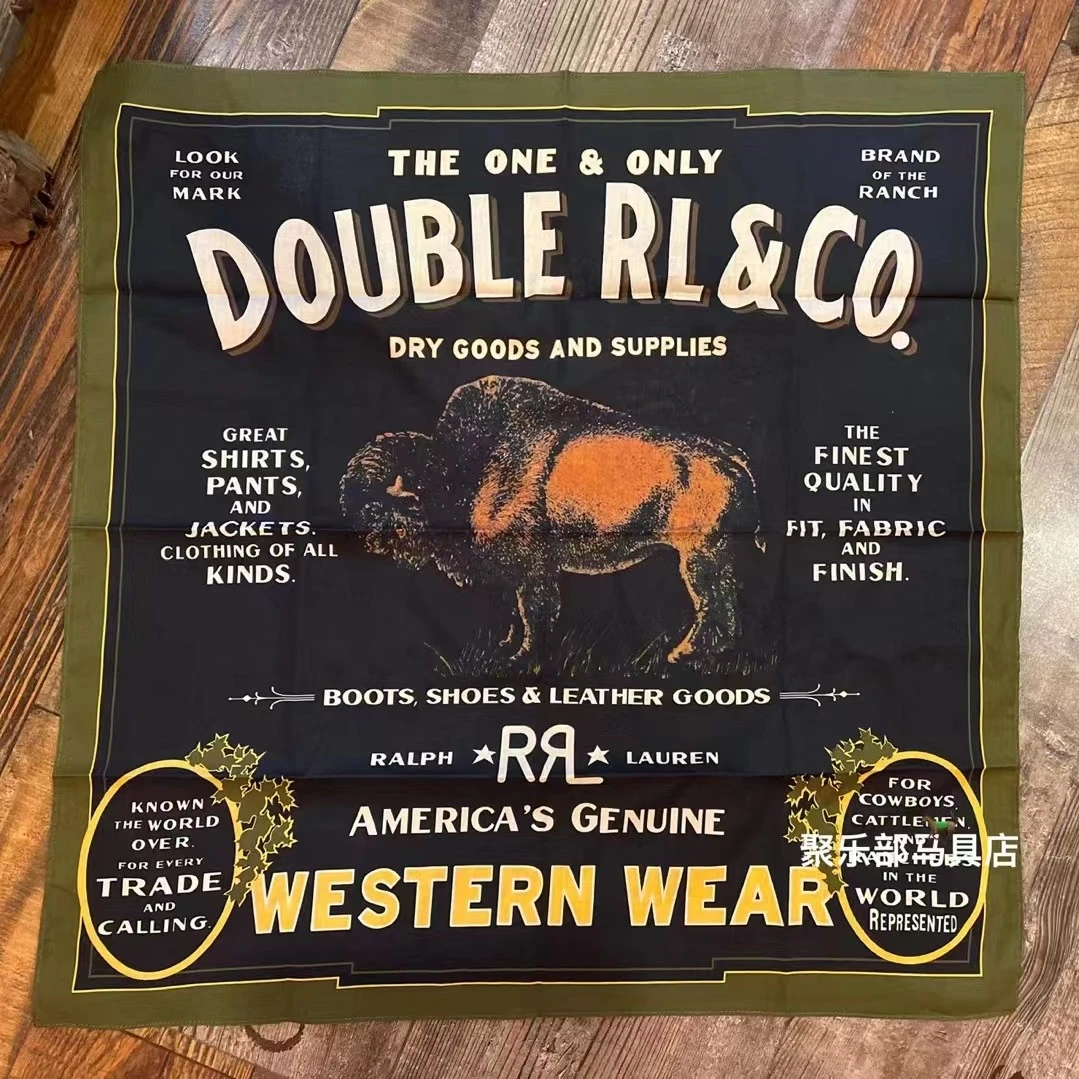 LOOK
FOR OUR
MARK
THE ONE & ONLY
BRAND
OF THE
RANCH
DOUBLE RL&CO.
DRY GOODS AND SUPPLIES
GREAT
SHIRTS,
PANTS,
AND
JACKETS.
CLOTHING OF ALL
KINDS.
THE
FINEST
QUALITY
IN
FIT, FABRIC
AND
FINISH.
BOOTS, SHOES & LEATHER GOODS
RALPH RRL LAUREN
AMERICA'S GENUINE
WESTERN WEAR
KNOWN
THE WORLD
OVER.
FOR EVERY
TRADE
AND
CALLING.
FOR
COWBOYS,
CATTLEMEN,
IN THE
WORLD
REPRESENTED
聚乐部马具店